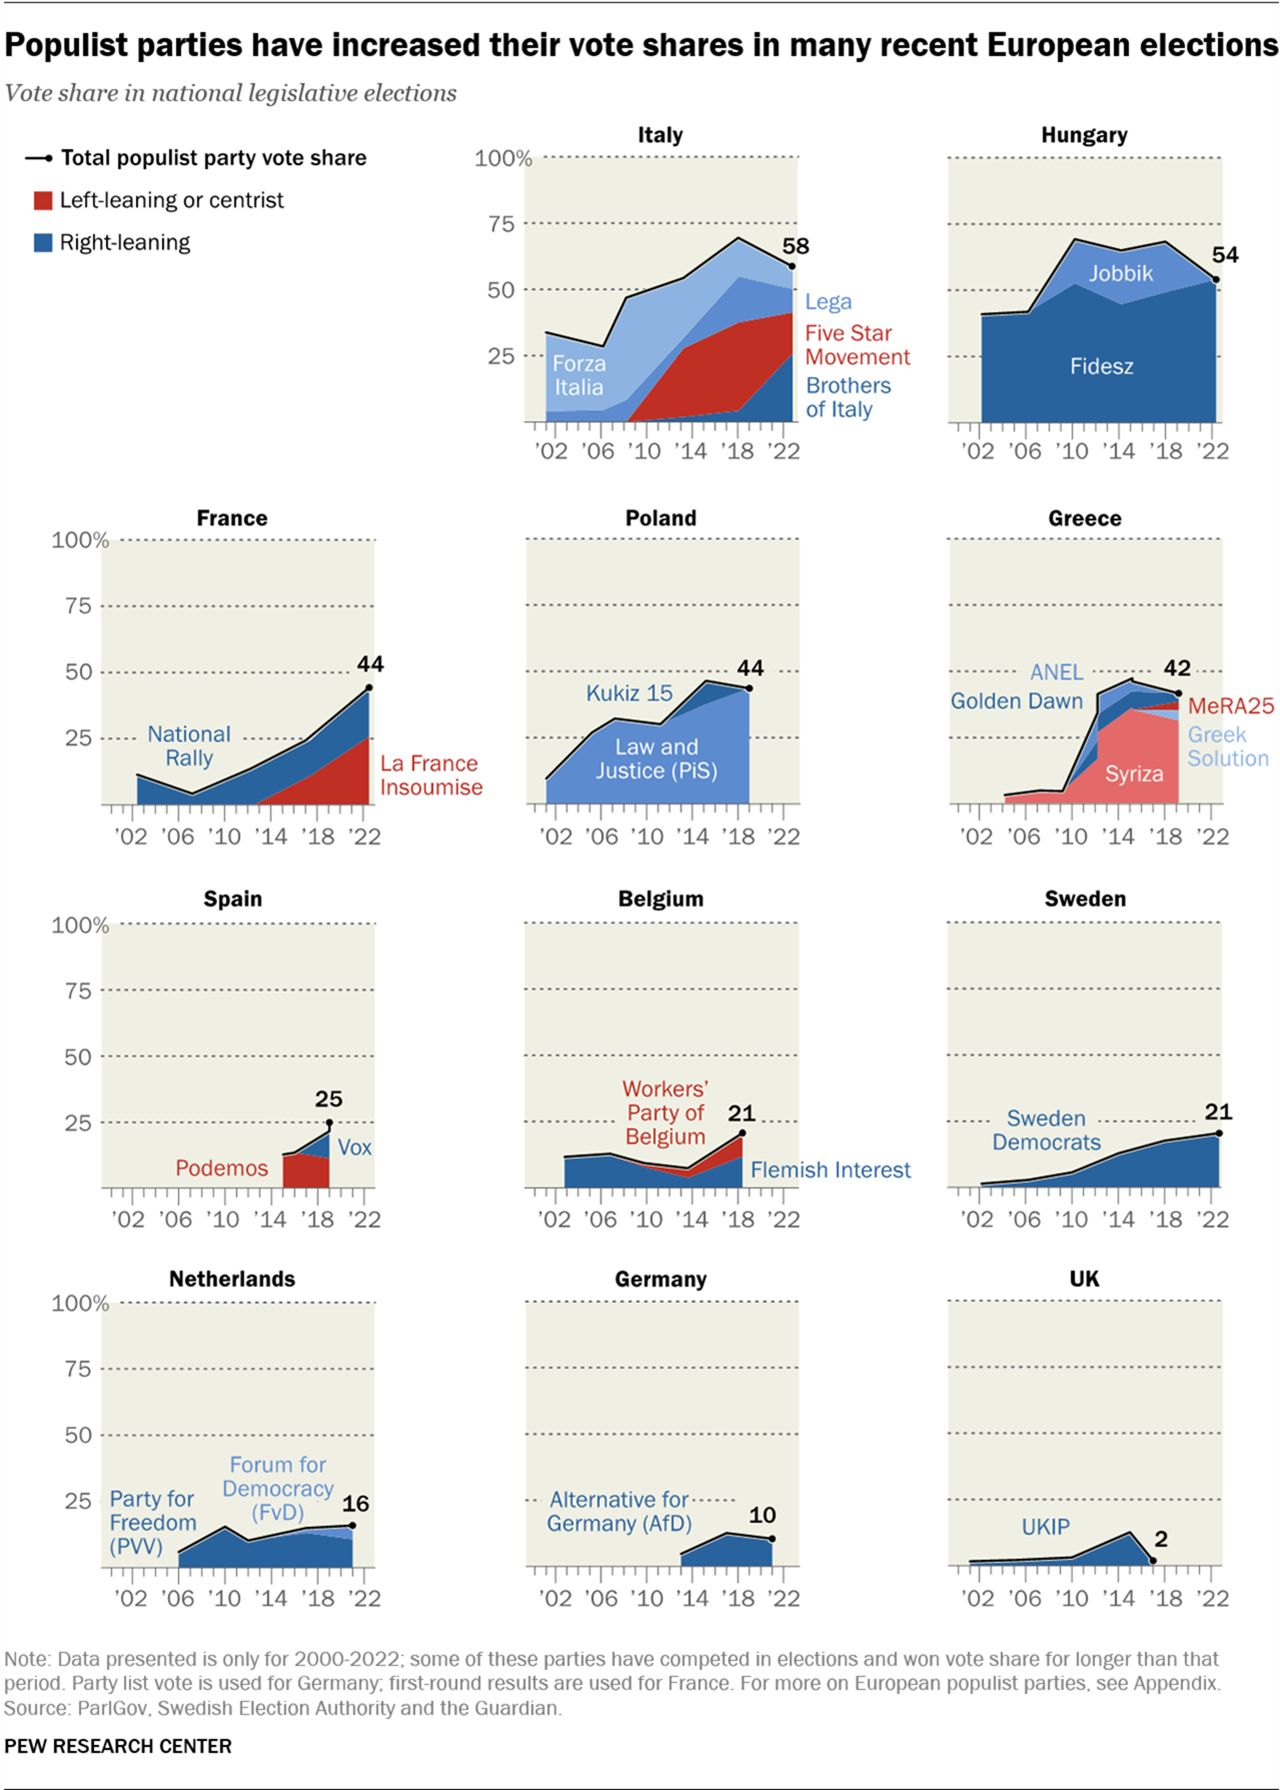 Populist parties have increased their vote shares in many recent European elections
Vote share in national legislative elections
Total populist party vote share
Left-leaning or centrist
Right-leaning
Italy
100%
75
50
25
58
Lega
Five Star
Movement
Brothers
of Italy
Forza
Italia
'02 '06 '10 '14 '18 '22
Hungary
54
Jobbik
Fidesz
'02 '06 '10 '14 '18 '22
France
100%
75
50
25
44
National
Rally
La France
Insoumise
'02 '06 '10 '14 '18 '22
Poland
44
Kukiz 15
Law and
Justice (PiS)
'02 '06 '10 '14 '18 '22
Greece
42
ANEL
Golden Dawn
MeRA25
Greek
Solution
Syriza
'02 '06 '10 '14 '18 '22
Spain
100%
75
50
25
25
Vox
Podemos
'02 '06 '10 '14 '18 '22
Belgium
Workers'
Party of
Belgium
21
Flemish Interest
'02 '06 '10 '14 '18 '22
Sweden
21
Sweden
Democrats
'02 '06 '10 '14 '18 '22
Netherlands
100%
75
50
25
Forum for
Democracy
(FvD)
16
Party for
Freedom
(PVV)
'02 '06 '10 '14 '18 '22
Germany
Alternative for
Germany (AfD)
10
'02 '06 '10 '14 '18 '22
UK
UKIP
2
'02 '06 '10 '14 '18 '22
Note: Data presented is only for 2000-2022; some of these parties have competed in elections and won vote share for longer than that
period. Party list vote is used for Germany; first-round results are used for France. For more on European populist parties, see Appendix.
Source: ParlGov, Swedish Election Authority and the Guardian.
PEW RESEARCH CENTER